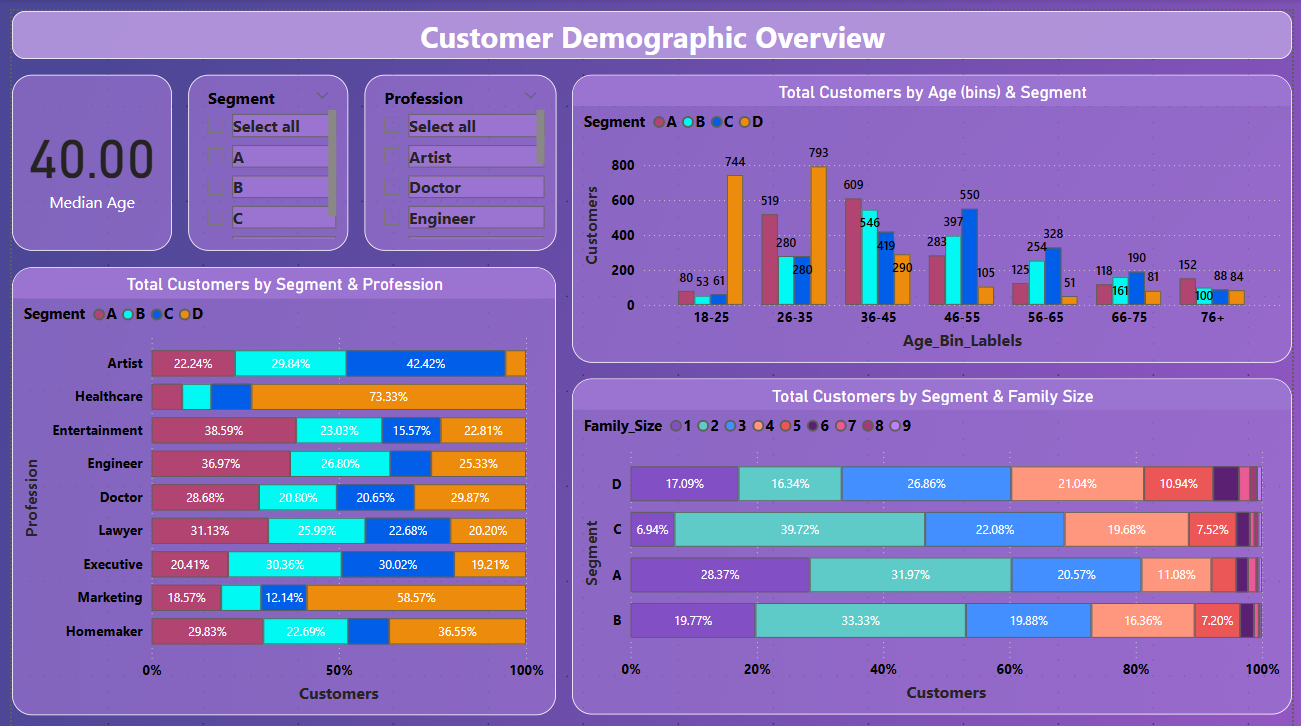 Customer Demographic Overview
40.00
Median Age
Segment
Select all
A
B
C
Profession
Select all
Artist
Doctor
Engineer
Total Customers by Age (bins) & Segment
Segment A B C D
Customers
800
600
400
200
0
744
793
519
609
550
280
280
546
419
290
283
397
105
125
254
328
51
118
161
190
81
152
100
88
84
80
53
61
18-25 26-35 36-45 46-55 56-65 66-75 76+
Age_Bin_Lablels
Total Customers by Segment & Profession
Segment A B C D
Profession
Artist 22.24% 29.84% 42.42%
Healthcare 73.33%
Entertainment 38.59% 23.03% 15.57% 22.81%
Engineer 36.97% 26.80% 25.33%
Doctor 28.68% 20.80% 20.65% 29.87%
Lawyer 31.13% 25.99% 22.68% 20.20%
Executive 20.41% 30.36% 30.02% 19.21%
Marketing 18.57% 12.14% 58.57%
Homemaker 29.83% 22.69% 36.55%
0% 50% 100%
Customers
Total Customers by Segment & Family Size
Family_Size 1 2 3 4 5 6 7 8 9
Segment
D 17.09% 16.34% 26.86% 21.04% 10.94%
C 6.94% 39.72% 22.08% 19.68% 7.52%
A 28.37% 31.97% 20.57% 11.08%
B 19.77% 33.33% 19.88% 16.36% 7.20%
0% 20% 40% 60% 80% 100%
Customers